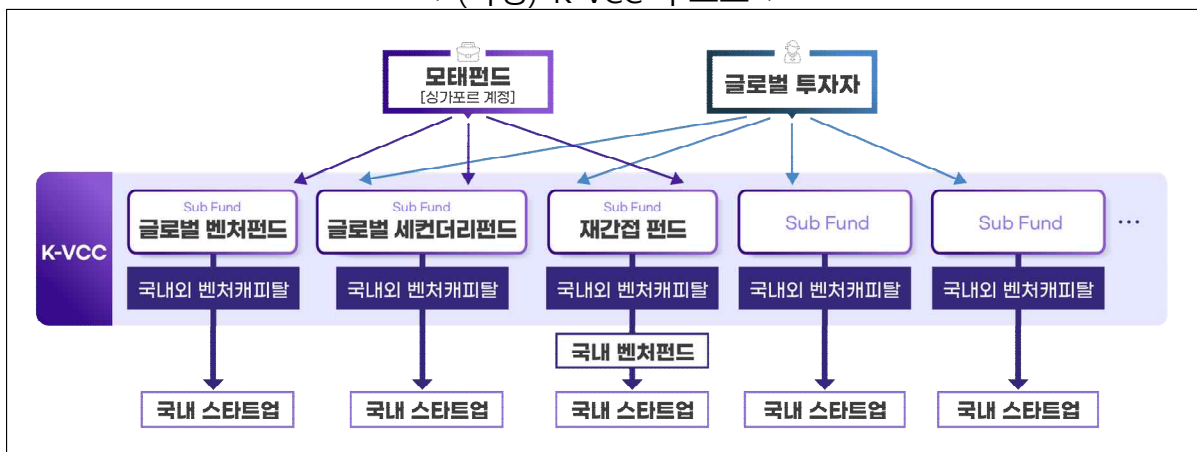 모태펀드
[싱가포르 계정]
글로벌 투자자
K-VCC
Sub Fund
글로벌 벤처펀드
Sub Fund
글로벌 세컨더리펀드
Sub Fund
재간접 펀드
Sub Fund
Sub Fund
...
국내외 벤처캐피탈
국내외 벤처캐피탈
국내외 벤처캐피탈
국내외 벤처캐피탈
국내외 벤처캐피탈
국내 벤처펀드
국내 스타트업
국내 스타트업
국내 스타트업
국내 스타트업
국내 스타트업